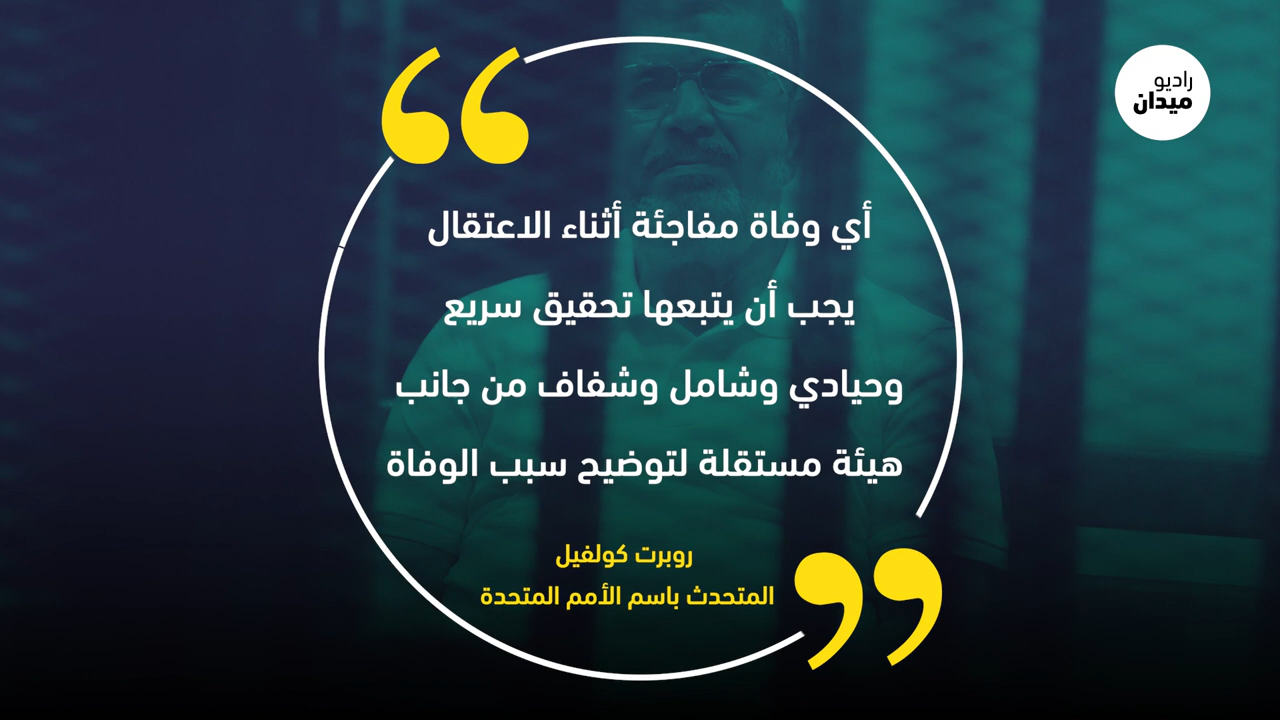 راديو
ميدان
أي وفاة مفاجئة أثناء الاعتقال
يجب أن يتبعها تحقيق سريع
وحيادي وشامل وشفاف من جانب
هيئة مستقلة لتوضيح سبب الوفاة
روبرت كولفيل
المتحدث باسم الأمم المتحدة